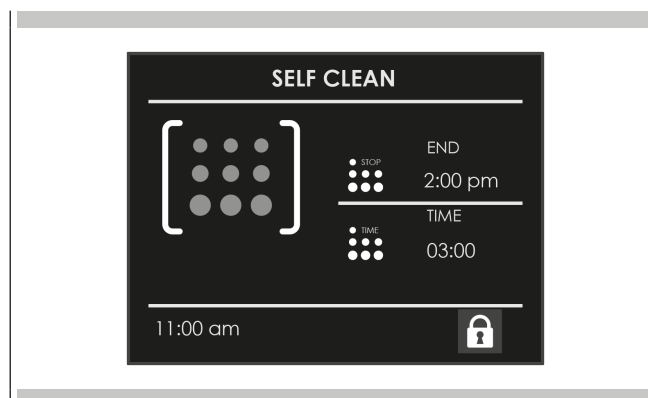 SELF CLEAN
STOP
END
2:00 pm
TIME
TIME
03:00
11:00 am